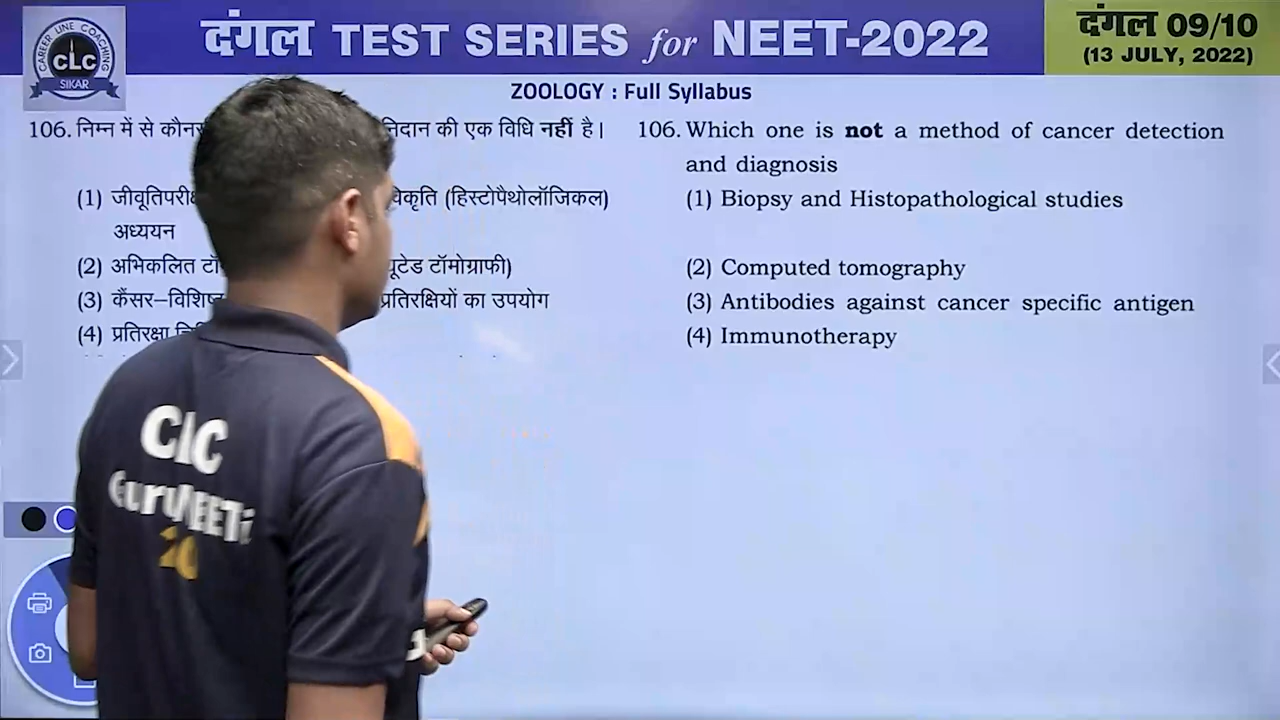 दंगल TEST SERIES for NEET-2022
दंगल 09/10
(13 JULY, 2022)
CAREER LINE COACHING
CLC
SIKAR
ZOOLOGY : Full Syllabus
106. निम्न में से निदान की एक विधि नहीं है।
(1) विकृति (हिस्टोपैथोलॉजिकल)
अध्ययन
(2) अभिकलित टॉमोग्राफी)
(3) कैंसर–विशिष्ट प्रतिरक्षियों का उपयोग
(4) प्रतिरक्षा
106. Which one is not a method of cancer detection
and diagnosis
(1) Biopsy and Histopathological studies
(2) Computed tomography
(3) Antibodies against cancer specific antigen
(4) Immunotherapy
CLC